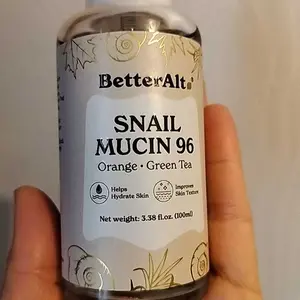 BetterAlt.
SNAIL
MUCIN 96
Orange • Green Tea
Helps
Hydrate Skin
Improves
Skin Texture
Net weight: 3.38 fl.oz. (100ml)